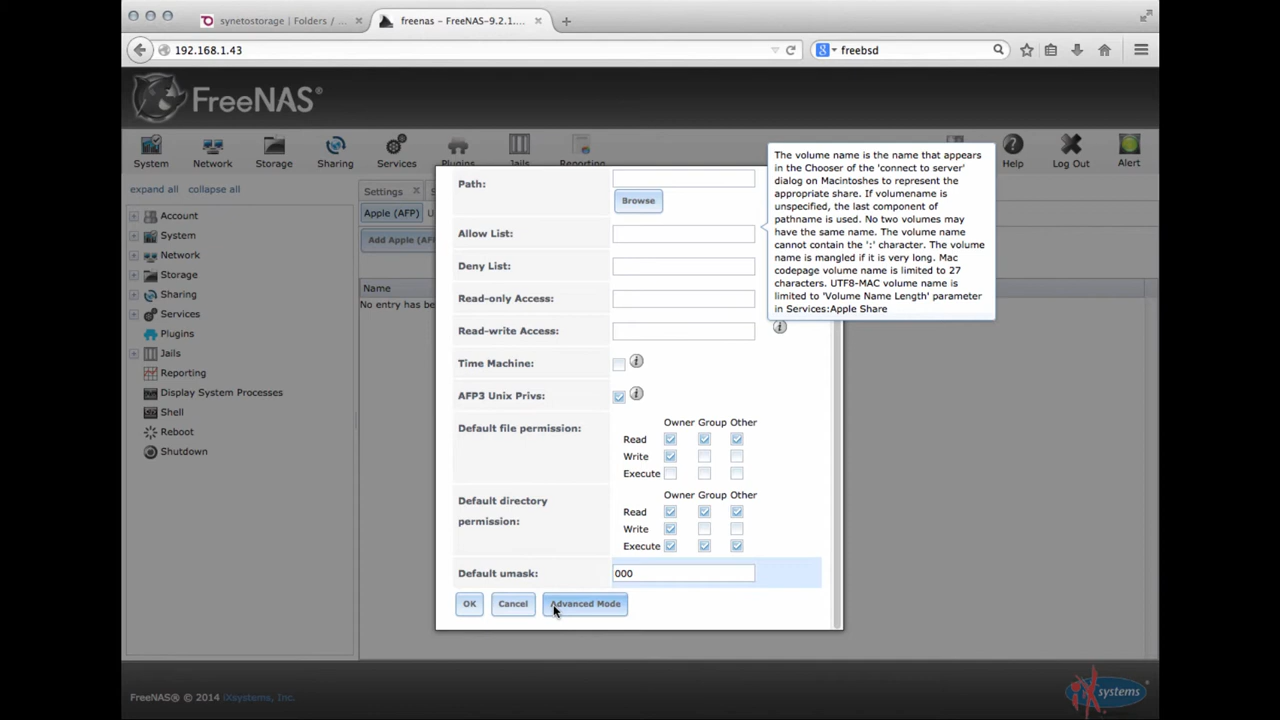 synetostorage | Folders / ...
freenas - FreeNAS-9.2.1....
192.168.1.43
freebsd
FreeNAS®
System
Network
Storage
Sharing
Services
Plugins
Jails
Reporting
Help
Log Out
Alert
expand all
collapse all
Account
System
Network
Storage
Sharing
Services
Plugins
Jails
Reporting
Display System Processes
Shell
Reboot
Shutdown
Settings
Apple (AFP)
Add Apple (AF
Name
No entry has be
Path:
Browse
Allow List:
Deny List:
Read-only Access:
Read-write Access:
Time Machine:
AFP3 Unix Privs:
Default file permission:
Owner Group Other
Read
Write
Execute
Default directory
permission:
Owner Group Other
Read
Write
Execute
Default umask:
000
OK
Cancel
Advanced Mode
The volume name is the name that appears
in the Chooser of the 'connect to server'
dialog on Macintoshes to represent the
appropriate share. If volumename is
unspecified, the last component of
pathname is used. No two volumes may
have the same name. The volume name
cannot contain the ':' character. The volume
name is mangled if it is very long. Mac
codepage volume name is limited to 27
characters. UTF8-MAC volume name is
limited to 'Volume Name Length' parameter
in Services:Apple Share
FreeNAS® © 2014 iXsystems, Inc.
iX systems